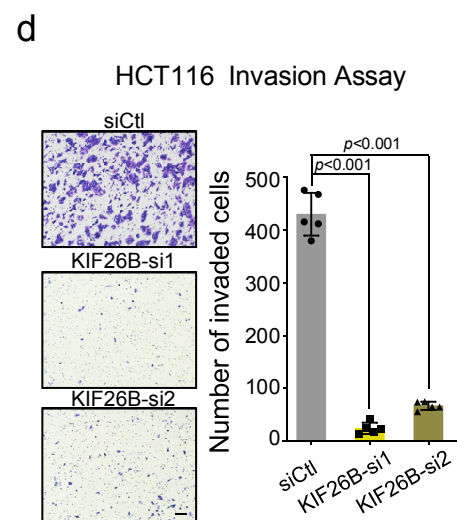 d
HCT116 Invasion Assay
siCtl
KIF26B-si1
KIF26B-si2
Number of invaded cells
p<0.001
p<0.001
500
400
300
200
100
0
siCtl
KIF26B-si1
KIF26B-si2